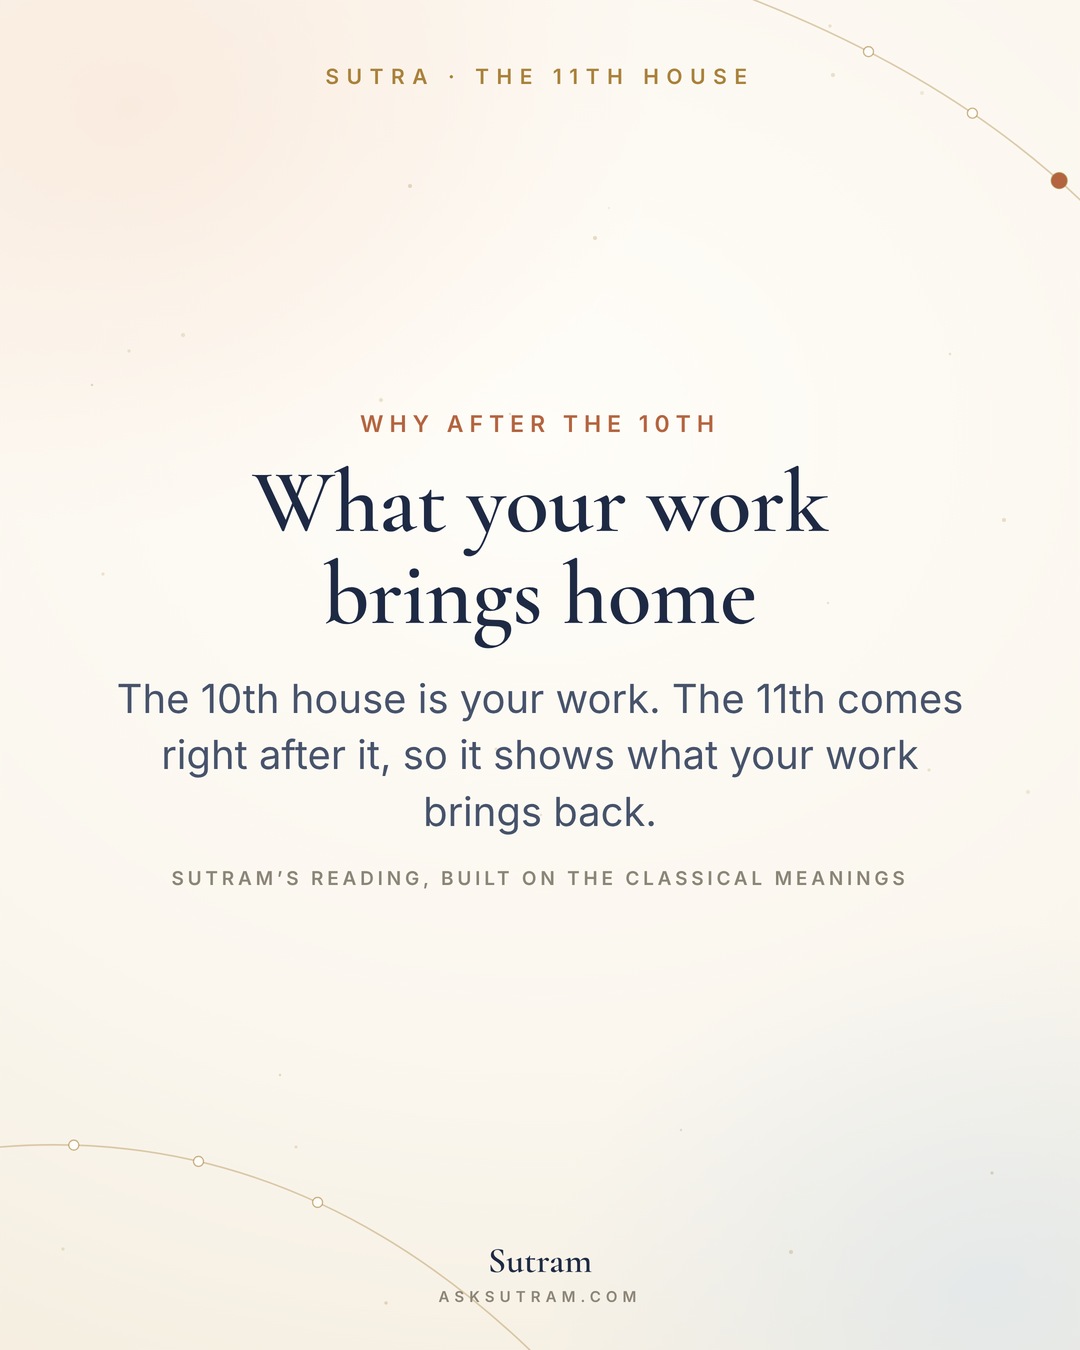 SUTRA · THE 11TH HOUSE
WHY AFTER THE 10TH
What your work
brings home
The 10th house is your work. The 11th comes
right after it, so it shows what your work
brings back.
SUTRAM’S READING, BUILT ON THE CLASSICAL MEANINGS
Sutram
ASKSUTRAM.COM